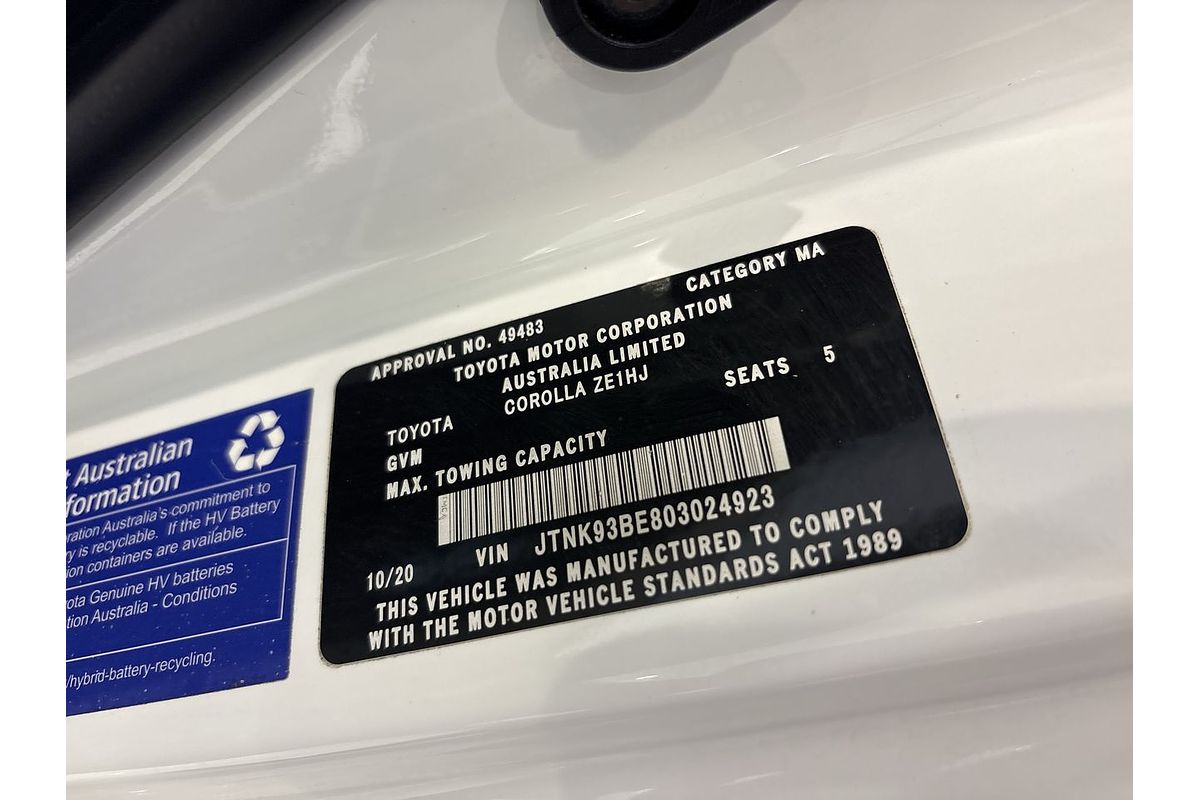 t Australian
formation
ration Australia's commitment to
ry is recyclable. If the HV Battery
ion containers are available.
ota Genuine HV batteries
tion Australia - Conditions
/hybrid-battery-recycling.
APPROVAL NO. 49483 CATEGORY MA
TOYOTA MOTOR CORPORATION
AUSTRALIA LIMITED
TOYOTA COROLLA ZE1HJ
GVM SEATS 5
MAX. TOWING CAPACITY
VIN JTNK93BE803024923
10/20
THIS VEHICLE WAS MANUFACTURED TO COMPLY
WITH THE MOTOR VEHICLE STANDARDS ACT 1989